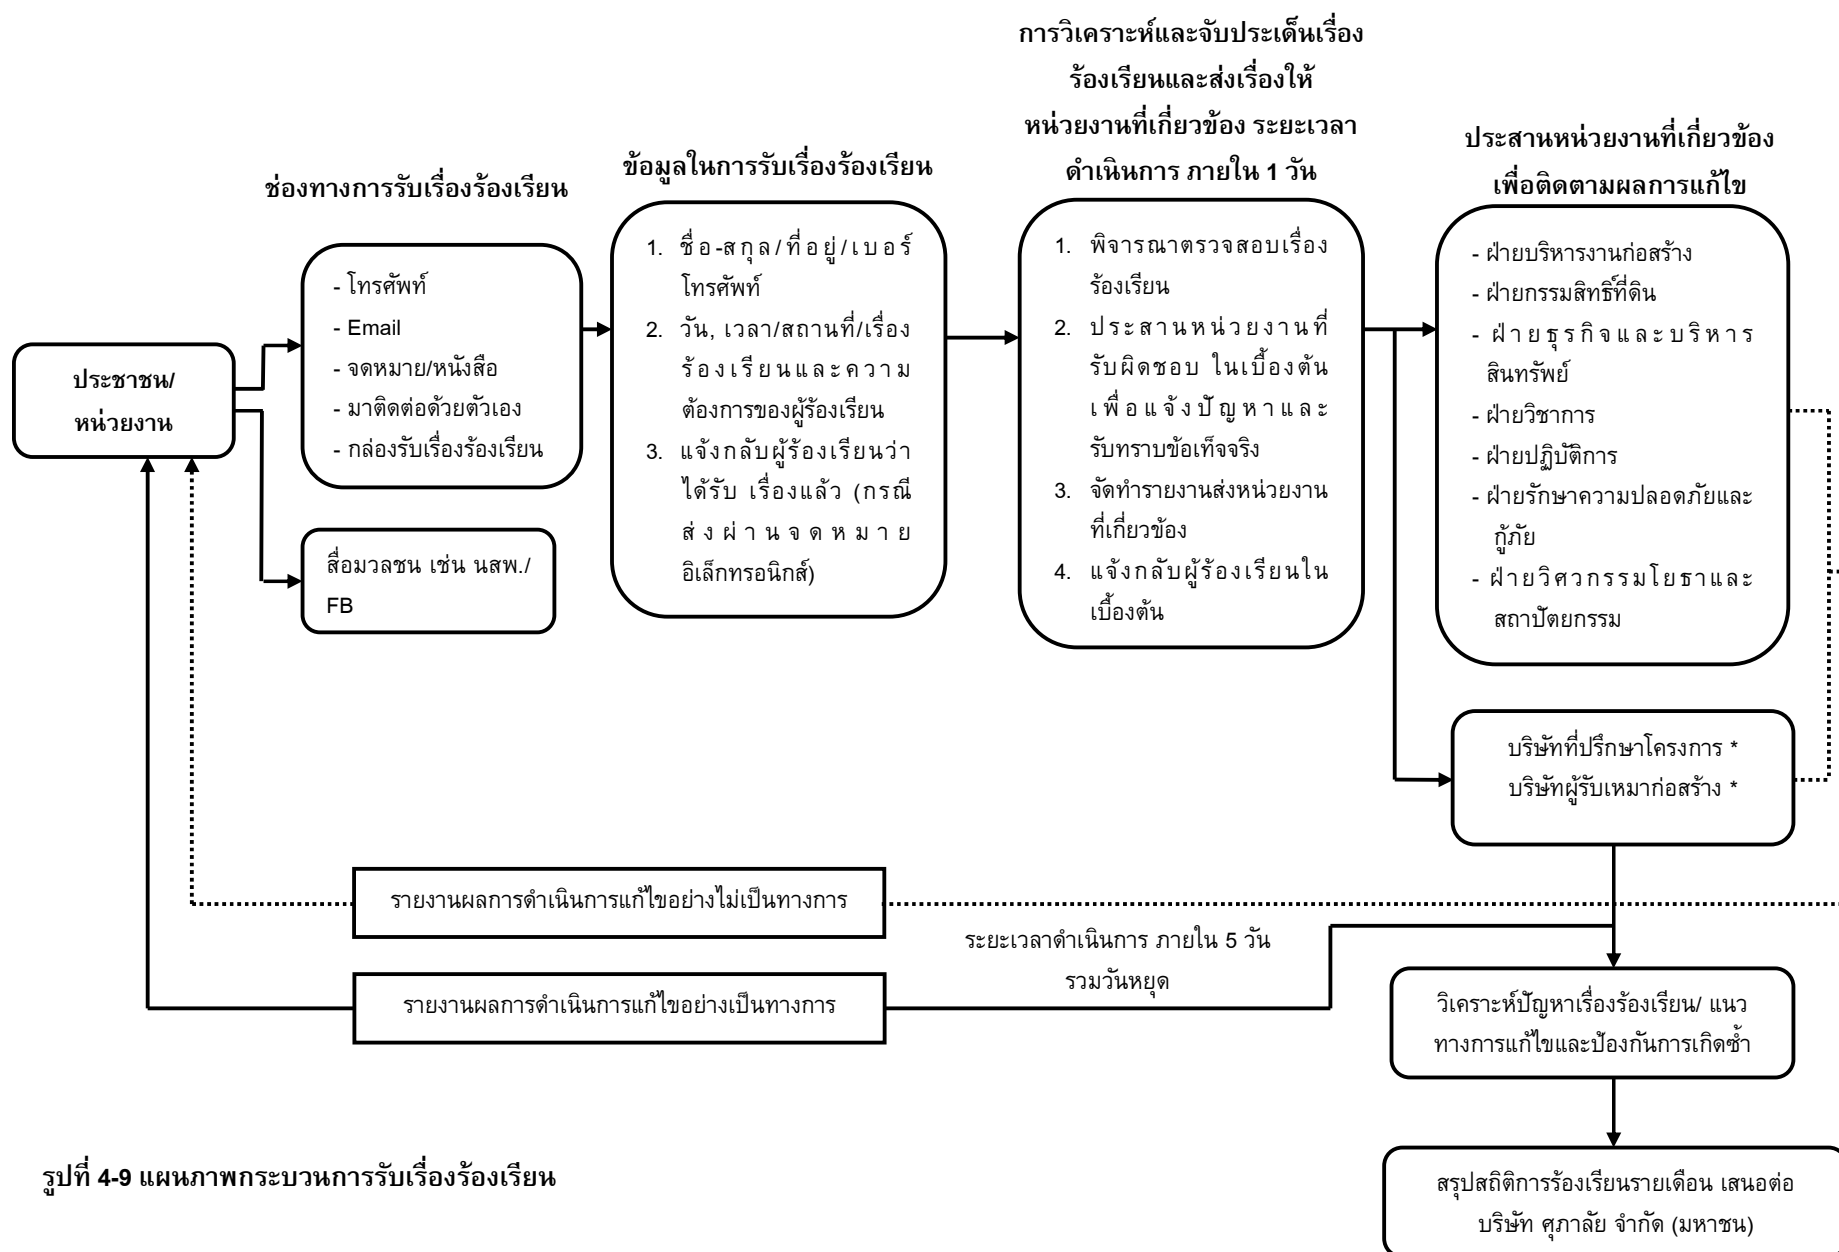 การวิเคราะห์และจับประเด็นเรื่อง
ร้องเรียนและส่งเรื่องให้
หน่วยงานที่เกี่ยวข้อง ระยะเวลา
ดำเนินการ ภายใน 1 วัน
ประสานหน่วยงานที่เกี่ยวข้อง
เพื่อติดตามผลการแก้ไข
ข้อมูลในการรับเรื่องร้องเรียน
ช่องทางการรับเรื่องร้องเรียน
ประชาชน/
หน่วยงาน
- โทรศัพท์
- Email
- จดหมาย/หนังสือ
- มาติดต่อด้วยตัวเอง
- กล่องรับเรื่องร้องเรียน
สื่อมวลชน เช่น นสพ./
FB
1. ชื่อ-สกุล/ที่อยู่/เบอร์
โทรศัพท์
2. วัน, เวลา/สถานที่/เรื่อง
ร้องเรียนและความ
ต้องการของผู้ร้องเรียน
3. แจ้งกลับผู้ร้องเรียนว่า
ได้รับ เรื่องแล้ว (กรณี
ส่งผ่านจดหมาย
อิเล็กทรอนิกส์)
1. พิจารณาตรวจสอบเรื่อง
ร้องเรียน
2. ประสานหน่วยงานที่
รับผิดชอบ ในเบื้องต้น
เพื่อแจ้งปัญหาและ
รับทราบข้อเท็จจริง
3. จัดทำรายงานส่งหน่วยงาน
ที่เกี่ยวข้อง
4. แจ้งกลับผู้ร้องเรียนใน
เบื้องต้น
- ฝ่ายบริหารงานก่อสร้าง
- ฝ่ายกรรมสิทธิ์ที่ดิน
- ฝ่ายธุรกิจและบริหาร
สินทรัพย์
- ฝ่ายวิชาการ
- ฝ่ายปฏิบัติการ
- ฝ่ายรักษาความปลอดภัยและ
กู้ภัย
- ฝ่ายวิศวกรรมโยธาและ
สถาปัตยกรรม
บริษัทที่ปรึกษาโครงการ *
บริษัทผู้รับเหมาก่อสร้าง *
รายงานผลการดำเนินการแก้ไขอย่างไม่เป็นทางการ
ระยะเวลาดำเนินการ ภายใน 5 วัน
รวมวันหยุด
รายงานผลการดำเนินการแก้ไขอย่างเป็นทางการ
วิเคราะห์ปัญหาเรื่องร้องเรียน/ แนว
ทางการแก้ไขและป้องกันการเกิดซ้ำ
สรุปสถิติการร้องเรียนรายเดือน เสนอต่อ
บริษัท ศุภาลัย จำกัด (มหาชน)
รูปที่ 4-9 แผนภาพกระบวนการรับเรื่องร้องเรียน